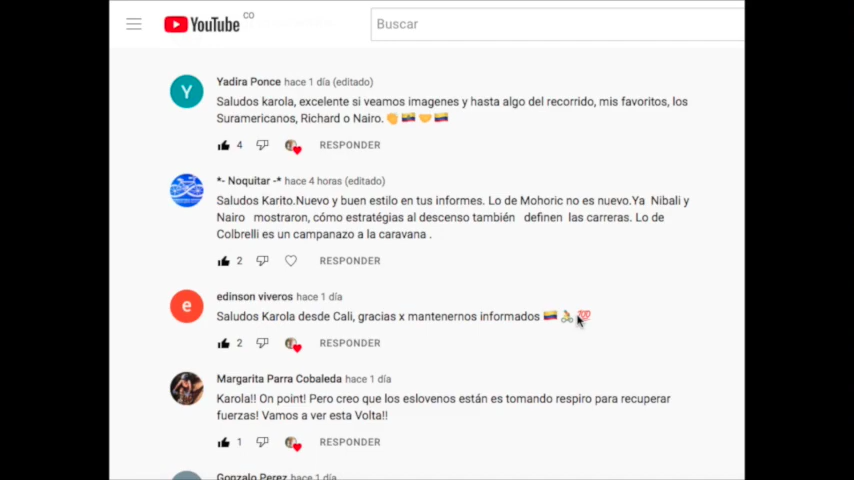 YouTube CO
Buscar
Y
Yadira Ponce hace 1 día (editado)
Saludos karola, excelente si veamos imagenes y hasta algo del recorrido, mis favoritos, los
Suramericanos, Richard o Nairo. 👏🇪🇨🤝🇨🇴
4 RESPONDER
*- Noquitar -* hace 4 horas (editado)
Saludos Karito.Nuevo y buen estilo en tus informes. Lo de Mohoric no es nuevo.Ya Nibali y
Nairo mostraron, cómo estratégias al descenso también definen las carreras. Lo de
Colbrelli es un campanazo a la caravana .
2 RESPONDER
e
edinson viveros hace 1 día
Saludos Karola desde Cali, gracias x mantenernos informados 🇨🇴🚴💯
2 RESPONDER
Margarita Parra Cobaleda hace 1 día
Karola!! On point! Pero creo que los eslovenos están es tomando respiro para recuperar
fuerzas! Vamos a ver esta Volta!!
1 RESPONDER
Gonzalo Perez hace 1 día